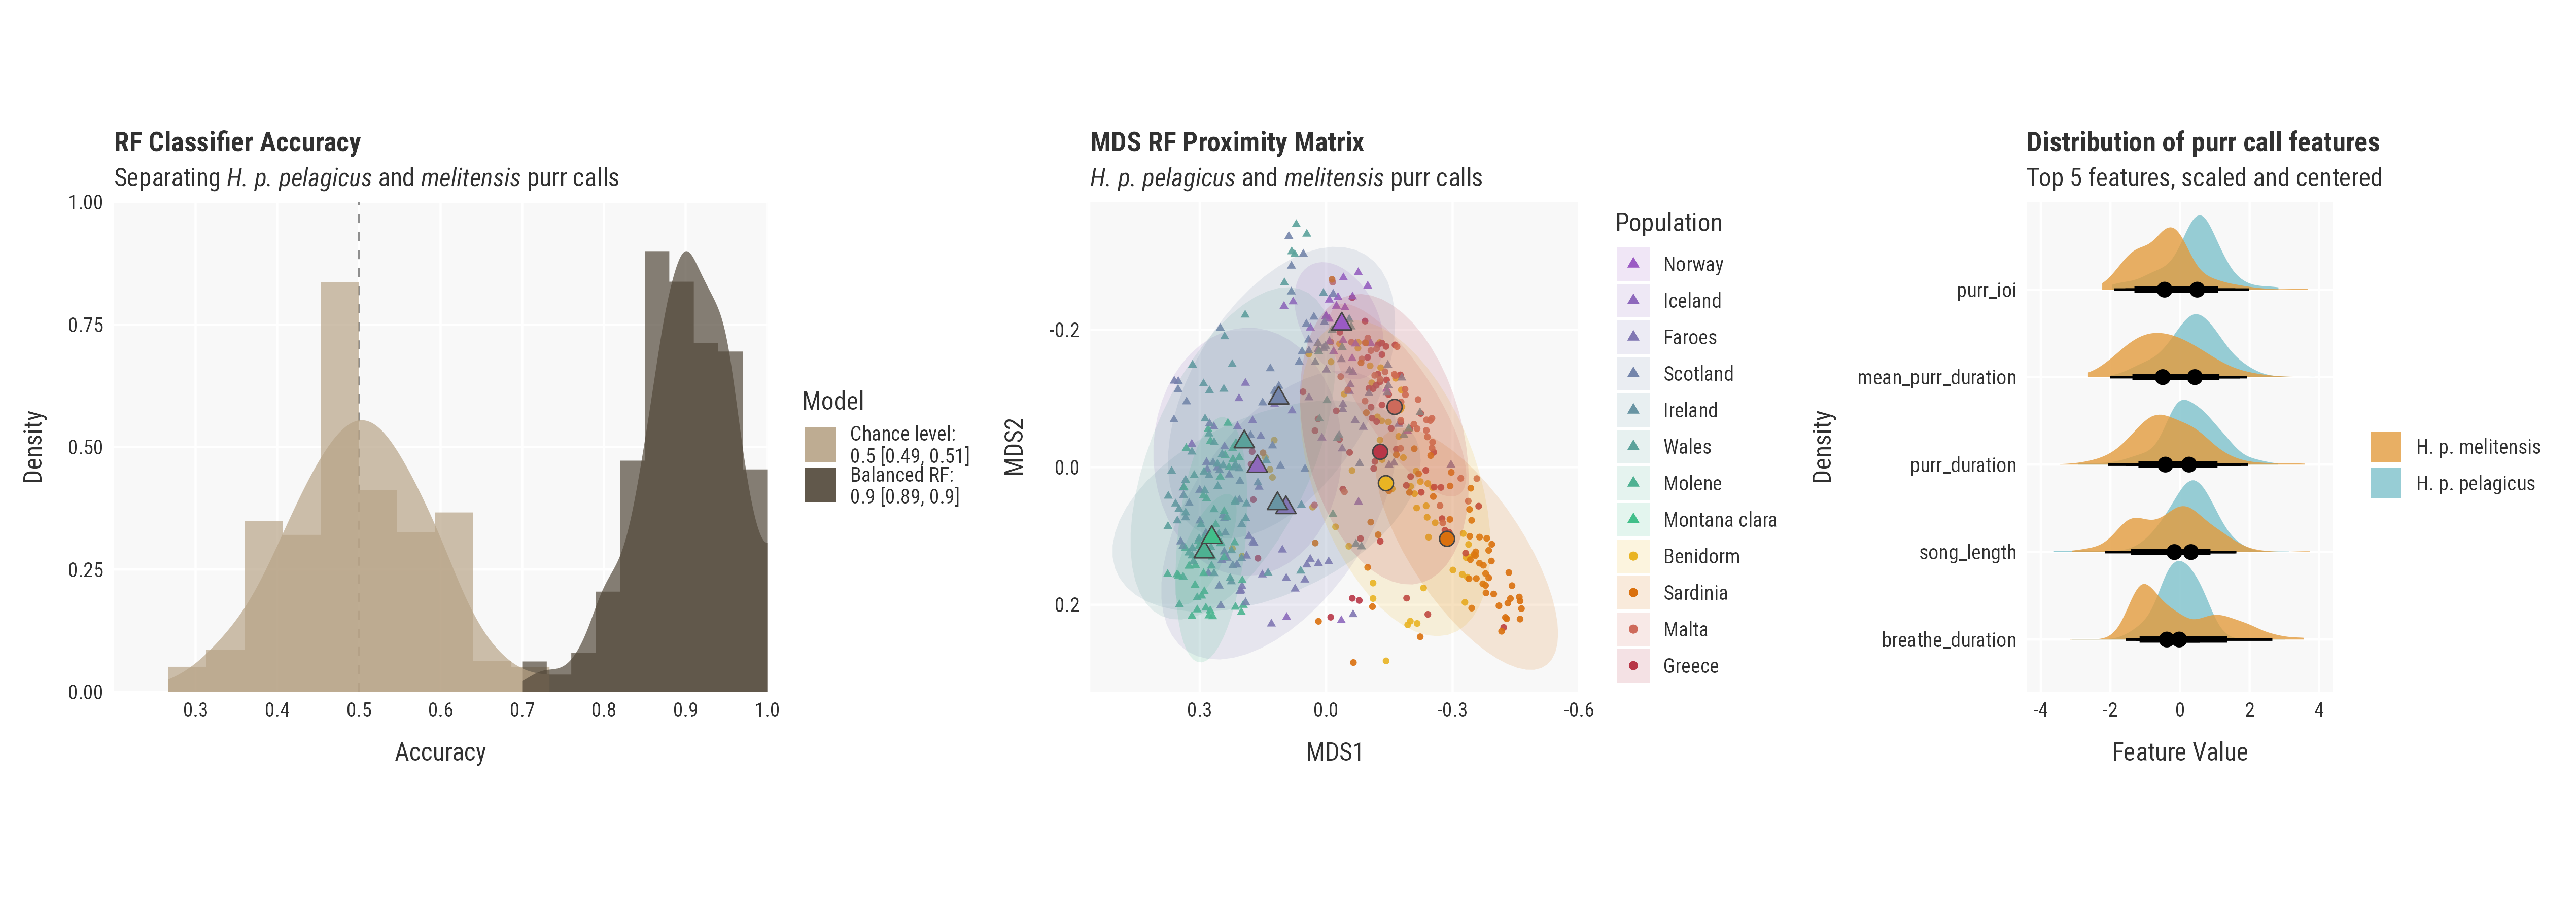 RF Classifier Accuracy
Separating H. p. pelagicus and melitensis purr calls
1.00
0.75
0.50
0.25
0.00
Density
0.3 0.4 0.5 0.6 0.7 0.8 0.9 1.0
Accuracy
Model
Chance level:
0.5 [0.49, 0.51]
Balanced RF:
0.9 [0.89, 0.9]
MDS RF Proximity Matrix
H. p. pelagicus and melitensis purr calls
-0.2
0.0
0.2
MDS2
0.3 0.0 -0.3 -0.6
MDS1
Population
Norway
Iceland
Faroes
Scotland
Ireland
Wales
Molene
Montana clara
Benidorm
Sardinia
Malta
Greece
Distribution of purr call features
Top 5 features, scaled and centered
purr_ioi
mean_purr_duration
purr_duration
song_length
breathe_duration
Density
-4 -2 0 2 4
Feature Value
H. p. melitensis
H. p. pelagicus